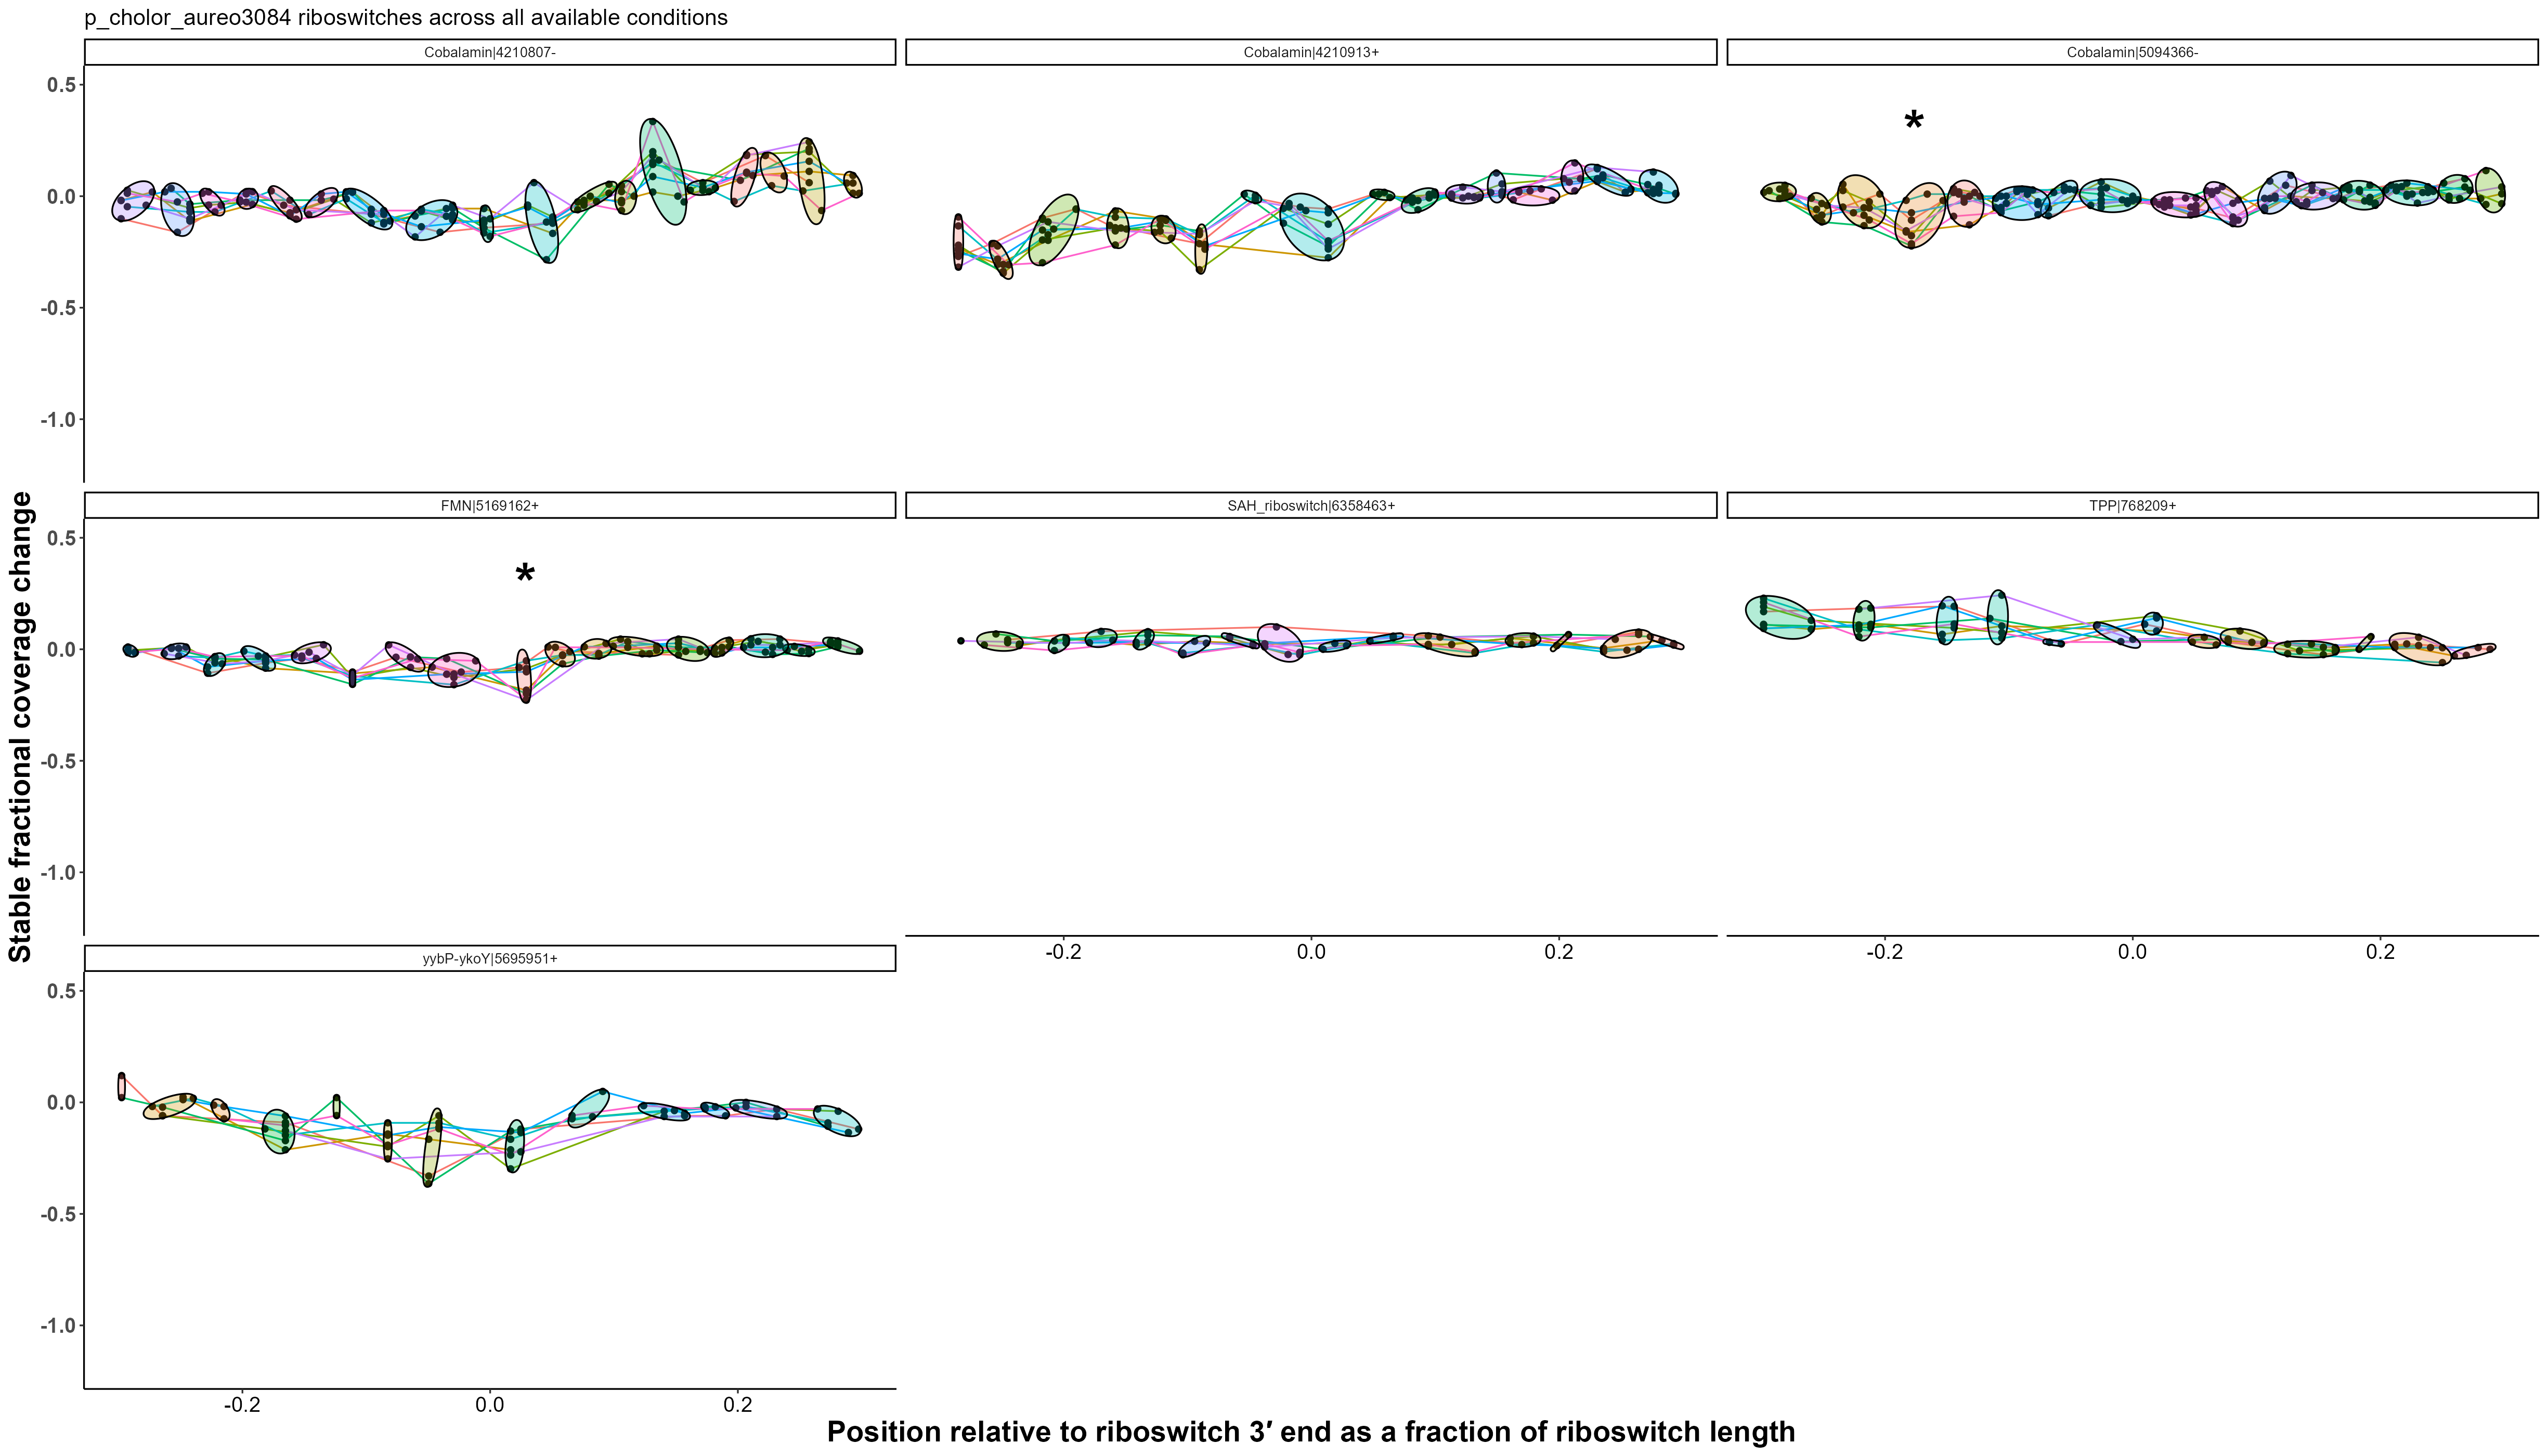 p_cholor_aureo3084 riboswitches across all available conditions
Cobalamin|4210807-
Cobalamin|4210913+
Cobalamin|5094366-
0.5
0.0
-0.5
-1.0
*
FMN|5169162+
SAH_riboswitch|6358463+
TPP|768209+
0.5
0.0
-0.5
-1.0
*
-0.2 0.0 0.2
-0.2 0.0 0.2
yybP-ykoY|5695951+
0.5
0.0
-0.5
-1.0
-0.2 0.0 0.2
Stable fractional coverage change
Position relative to riboswitch 3′ end as a fraction of riboswitch length